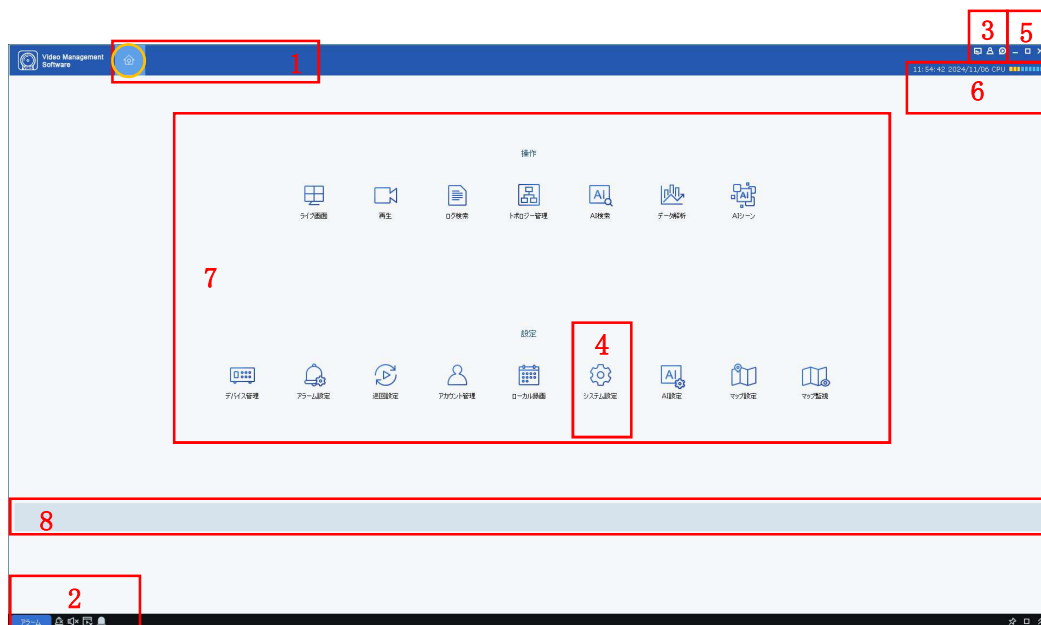 3 5
Video Management
Software
1
11:54:42 2024/11/06 CPU
6
操作
ライブ画面 再生 ログ検索 トポロジー管理 AI検索 データ解析 AIシーン
7
設定
4
デバイス管理 アラーム設定 巡回設定 アカウント管理 ローカル録画 システム設定 AI設定 マップ設定 マップ監視
8
2
アラーム